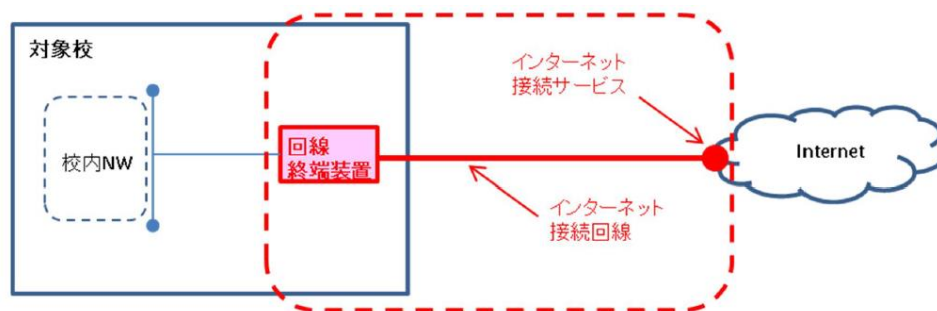 対象校
校内NW
回線
終端装置
インターネット
接続サービス
インターネット
接続回線
Internet